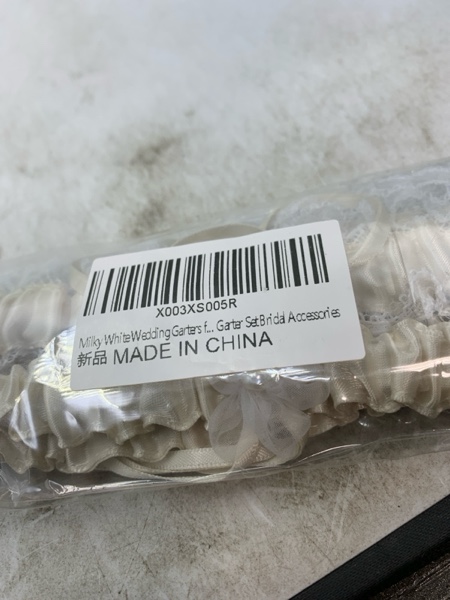 X003XS005R
Milky White Wedding Garters f... Garter Set Bridal Accessories
新品 MADE IN CHINA